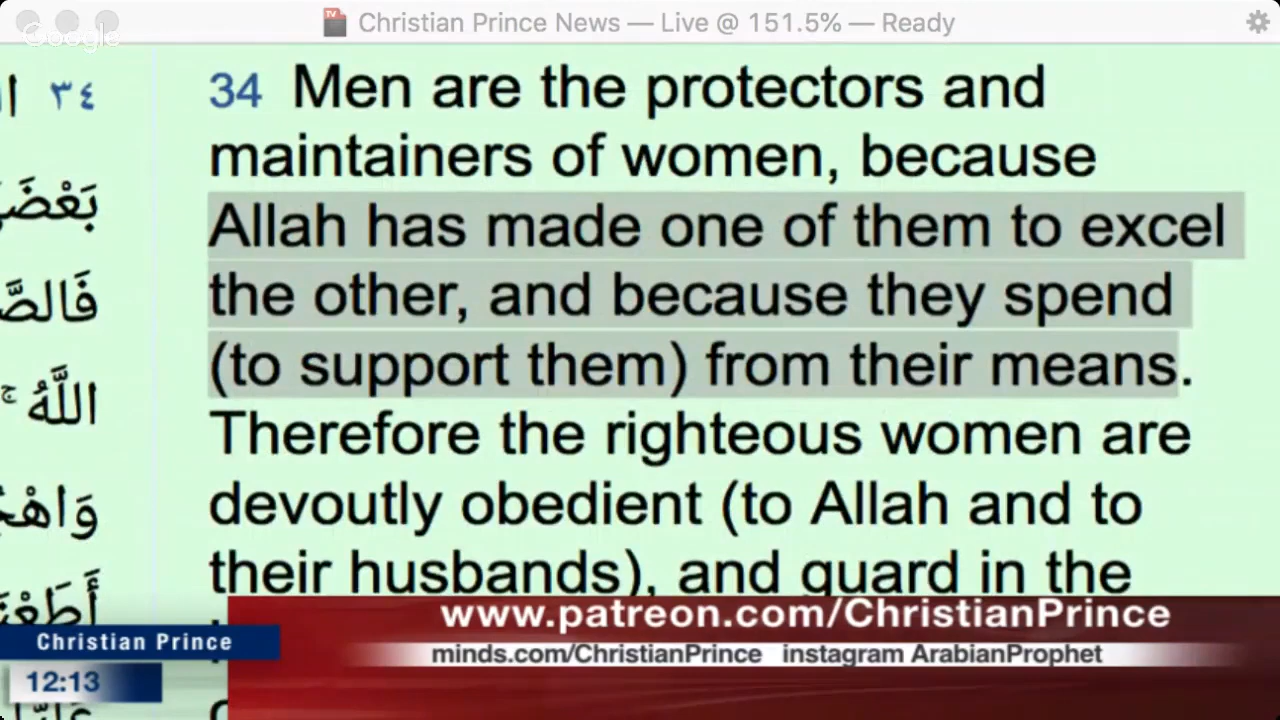 Christian Prince News — Live @ 151.5% — Ready
Google
٣٤
34 Men are the protectors and
maintainers of women, because
Allah has made one of them to excel
the other, and because they spend
(to support them) from their means.
Therefore the righteous women are
devoutly obedient (to Allah and to
their husbands), and guard in the
اللَّهُ ۚ
www.patreon.com/ChristianPrince
Christian Prince
minds.com/ChristianPrince instagram ArabianProphet
12:13